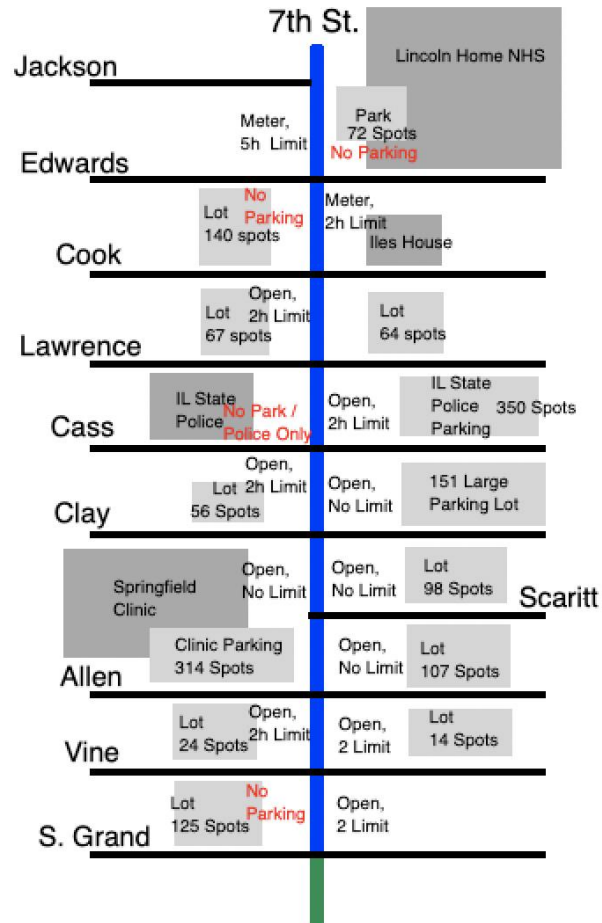 7th St.
Jackson
Lincoln Home NHS
Park
72 Spots
No Parking
Meter,
5h Limit
Edwards
No
Parking
Lot
140 spots
Meter,
2h Limit
Iles House
Cook
Open,
2h Limit
Lot
67 spots
Lot
64 spots
Lawrence
IL State
Police
No Park /
Police Only
Open,
2h Limit
IL State
Police
Parking
350 Spots
Cass
Open,
2h Limit
Lot
56 Spots
Open,
No Limit
151 Large
Parking Lot
Clay
Springfield
Clinic
Open,
No Limit
Open,
No Limit
Lot
98 Spots
Scaritt
Clinic Parking
314 Spots
Open,
No Limit
Lot
107 Spots
Allen
Lot
24 Spots
Open,
2h Limit
Open,
2 Limit
Lot
14 Spots
Vine
Lot
125 Spots
No
Parking
Open,
2 Limit
S. Grand